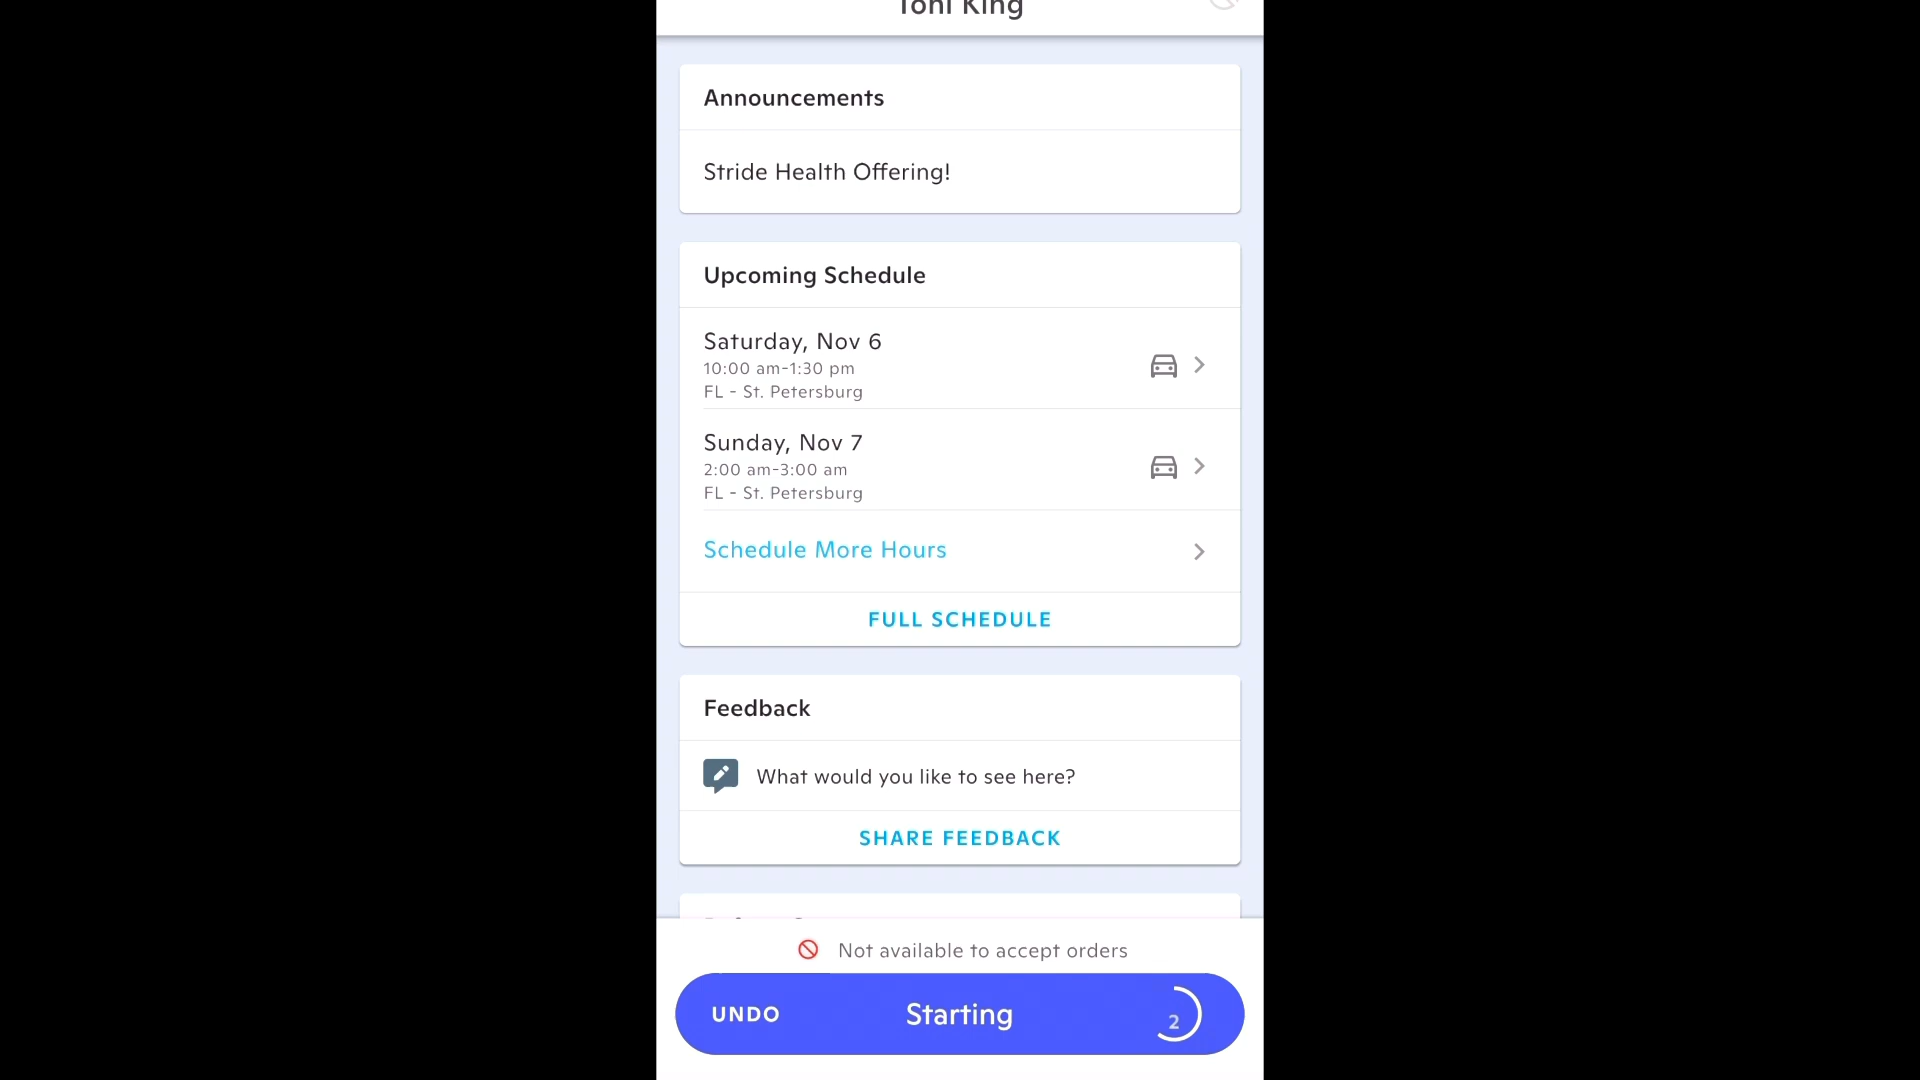 Toni King
Announcements
Stride Health Offering!
Upcoming Schedule
Saturday, Nov 6
10:00 am-1:30 pm
FL - St. Petersburg
Sunday, Nov 7
2:00 am-3:00 am
FL - St. Petersburg
Schedule More Hours
FULL SCHEDULE
Feedback
What would you like to see here?
SHARE FEEDBACK
Not available to accept orders
UNDO
Starting
2